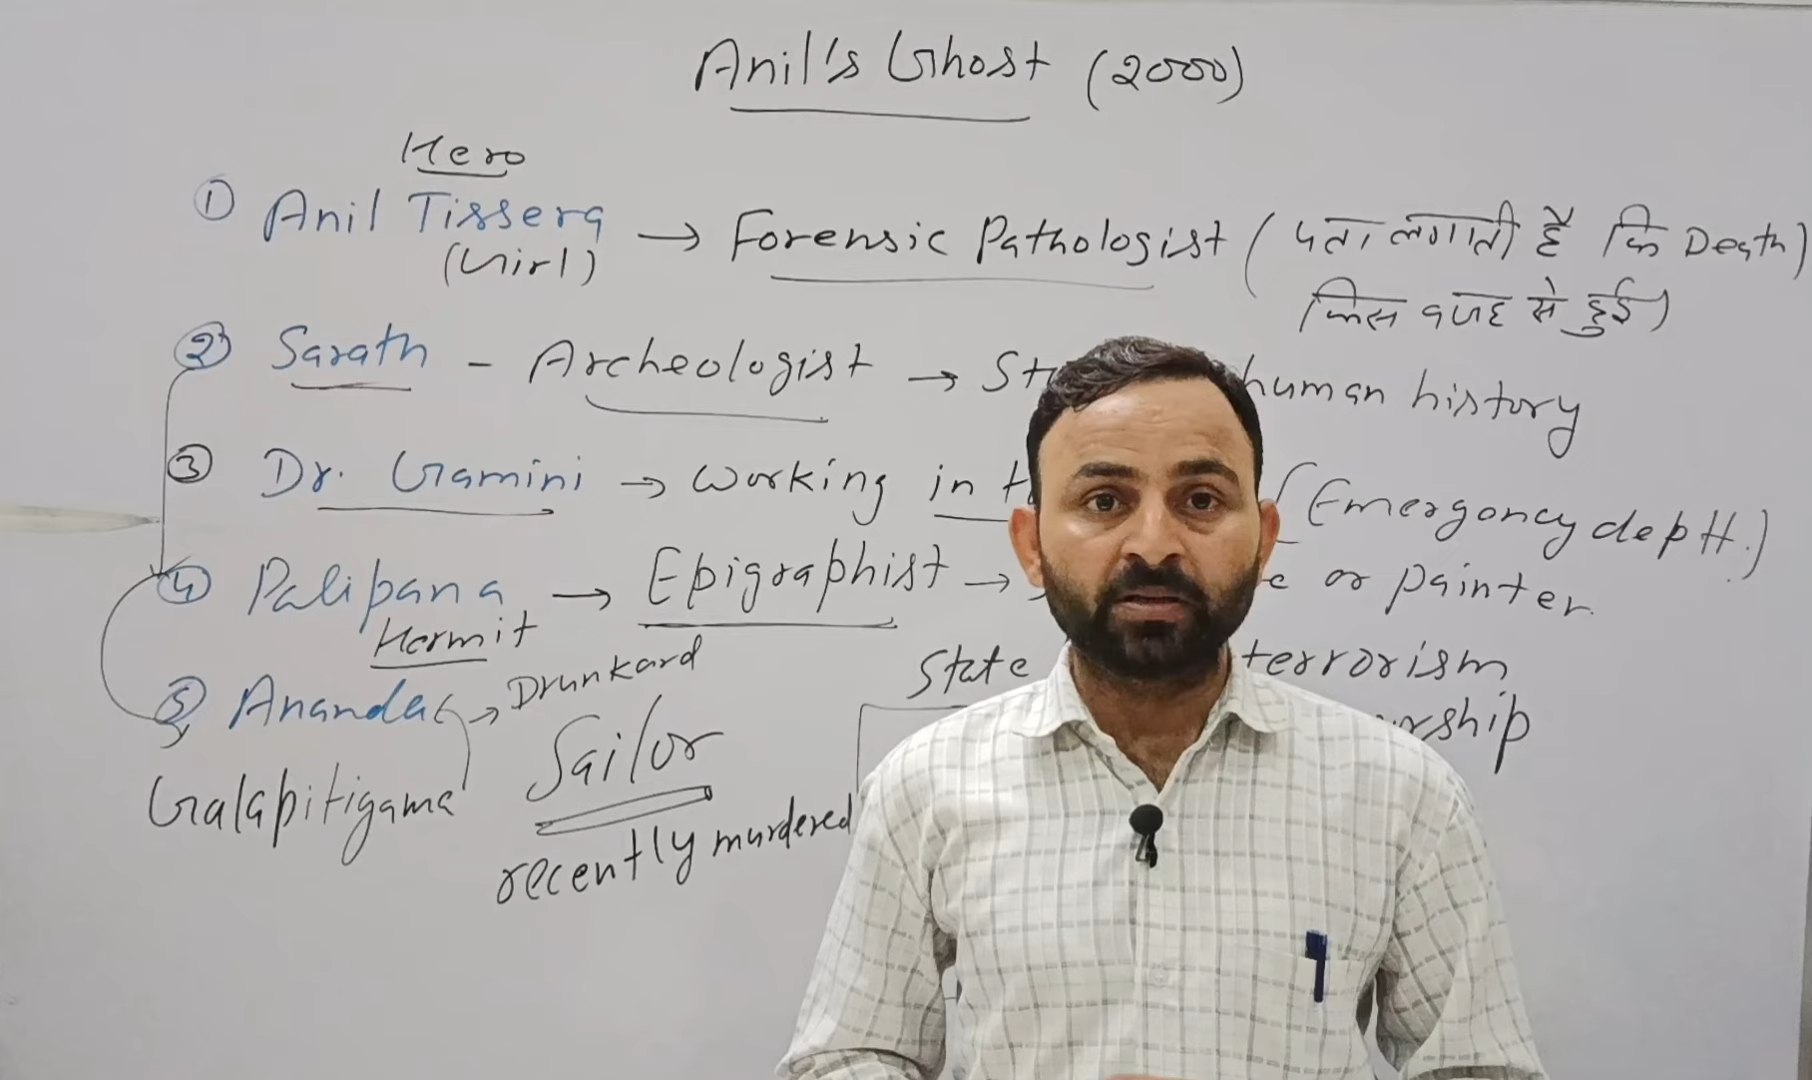 Anil's Ghost (2000)
Hero
① Anil Tissera → Forensic Pathologist ( पता लगाती है कि Death)
(Girl) किस वजह से हुई)
② Sarath - Archeologist → human history
③ Dr. Gamini → Working in (Emergency deptt.)
④ Palipana → Epigraphist → or painter.
Hermit
State terrorism
⑤ Ananda → Drunkard
Galapitigama Sailor
recently murdered